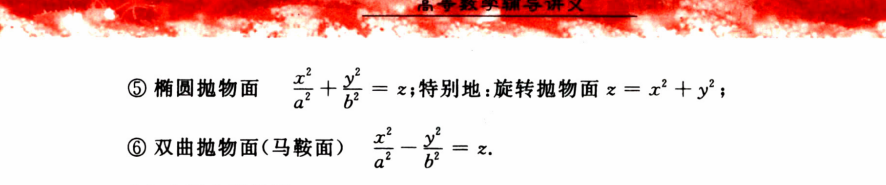 高等数学辅导讲义
⑤ 椭圆抛物面 x²/a² + y²/b² = z;特别地:旋转抛物面 z = x² + y²;
⑥ 双曲抛物面(马鞍面) x²/a² − y²/b² = z.